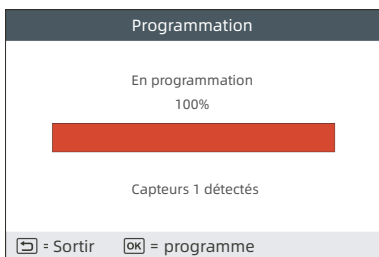 Programmation
En programmation
100%
Capteurs 1 détectés
= Sortir OK = programme